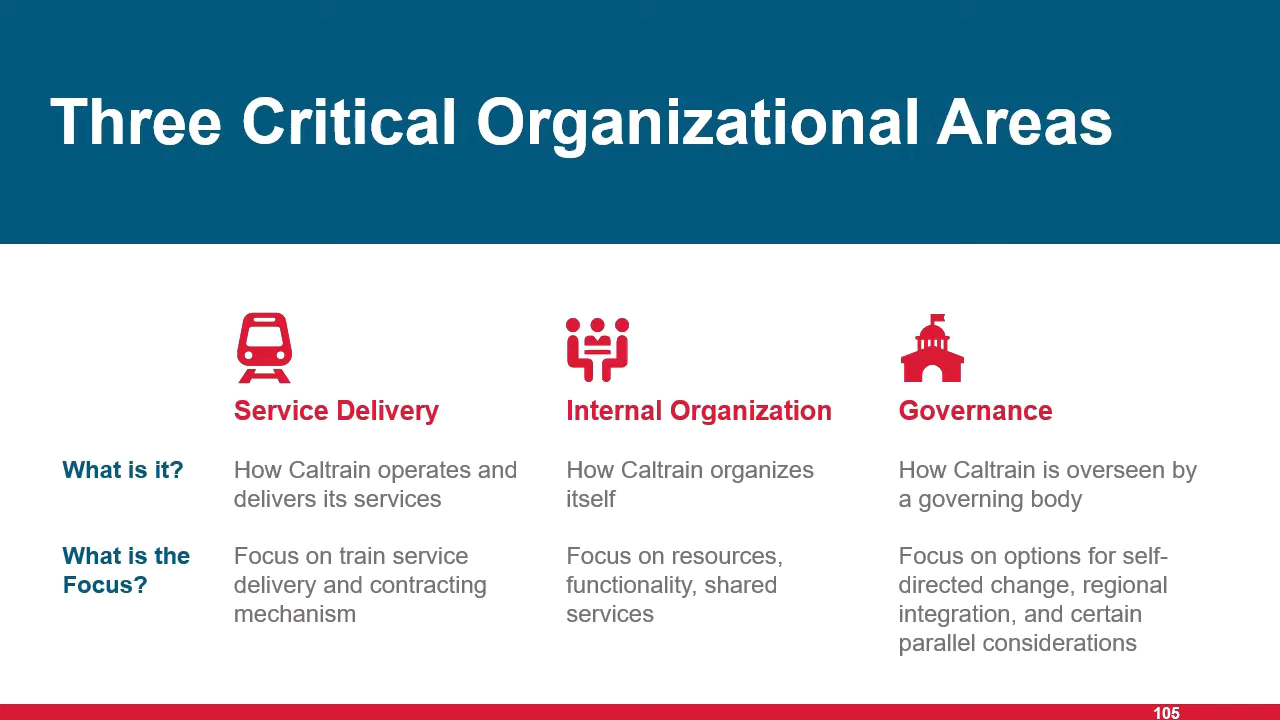 Three Critical Organizational Areas
Service Delivery
Internal Organization
Governance
What is it?
How Caltrain operates and
delivers its services
How Caltrain organizes
itself
How Caltrain is overseen by
a governing body
What is the
Focus?
Focus on train service
delivery and contracting
mechanism
Focus on resources,
functionality, shared
services
Focus on options for self-
directed change, regional
integration, and certain
parallel considerations
105